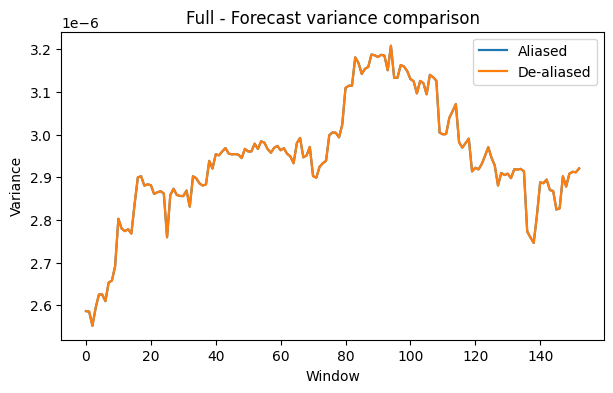 Full - Forecast variance comparison
1e−6
Aliased
De-aliased
3.2
3.1
3.0
2.9
2.8
2.7
2.6
Variance
0 20 40 60 80 100 120 140
Window